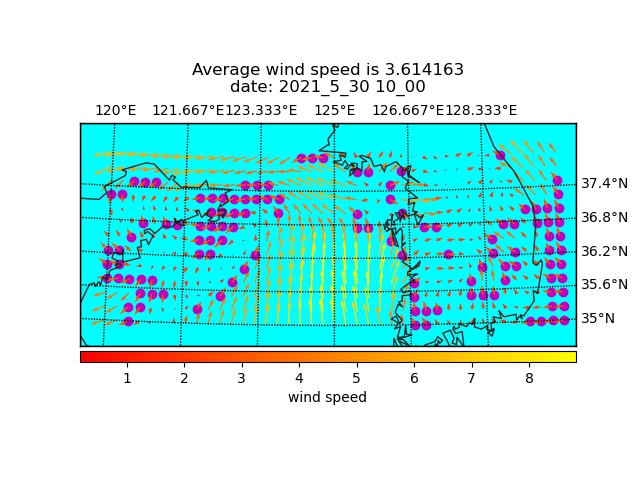 Average wind speed is 3.614163
date: 2021_5_30 10_00
120°E 121.667°E 123.333°E 125°E 126.667°E 128.333°E
37.4°N
36.8°N
36.2°N
35.6°N
35°N
1 2 3 4 5 6 7 8
wind speed